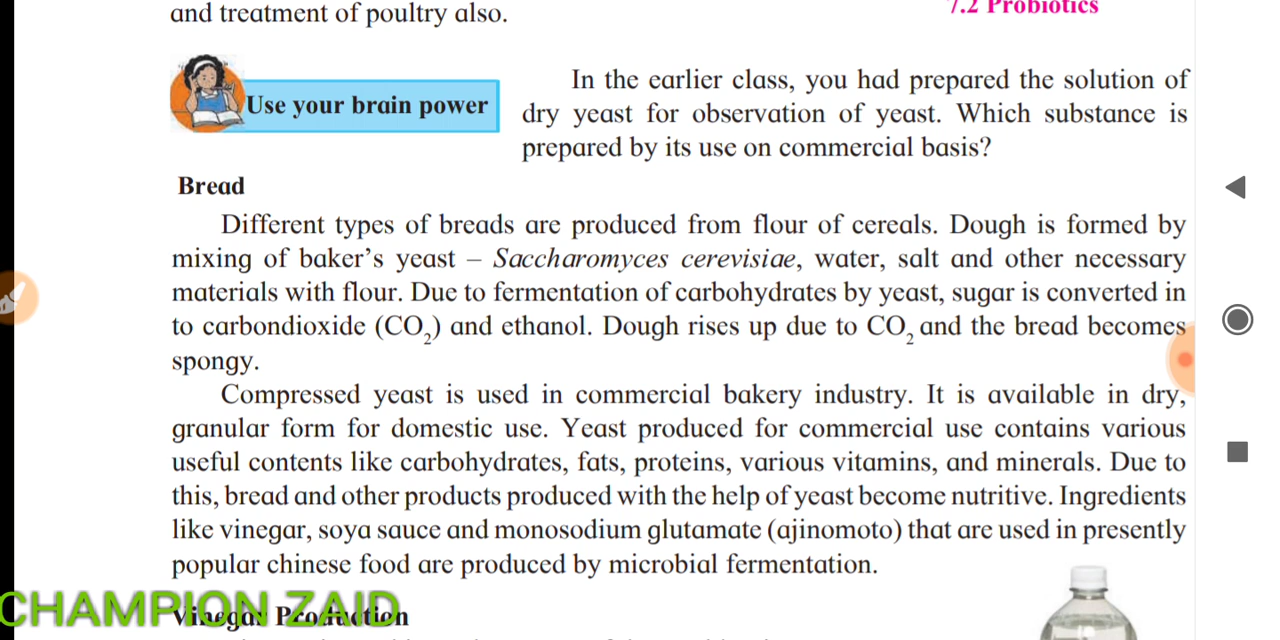 and treatment of poultry also.
7.2 Probiotics
Use your brain power
In the earlier class, you had prepared the solution of
dry yeast for observation of yeast. Which substance is
prepared by its use on commercial basis?
Bread
Different types of breads are produced from flour of cereals. Dough is formed by
mixing of baker's yeast – Saccharomyces cerevisiae, water, salt and other necessary
materials with flour. Due to fermentation of carbohydrates by yeast, sugar is converted in
to carbondioxide (CO₂) and ethanol. Dough rises up due to CO₂ and the bread becomes
spongy.
Compressed yeast is used in commercial bakery industry. It is available in dry,
granular form for domestic use. Yeast produced for commercial use contains various
useful contents like carbohydrates, fats, proteins, various vitamins, and minerals. Due to
this, bread and other products produced with the help of yeast become nutritive. Ingredients
like vinegar, soya sauce and monosodium glutamate (ajinomoto) that are used in presently
popular chinese food are produced by microbial fermentation.
CHAMPION ZAID
Vinegar Production